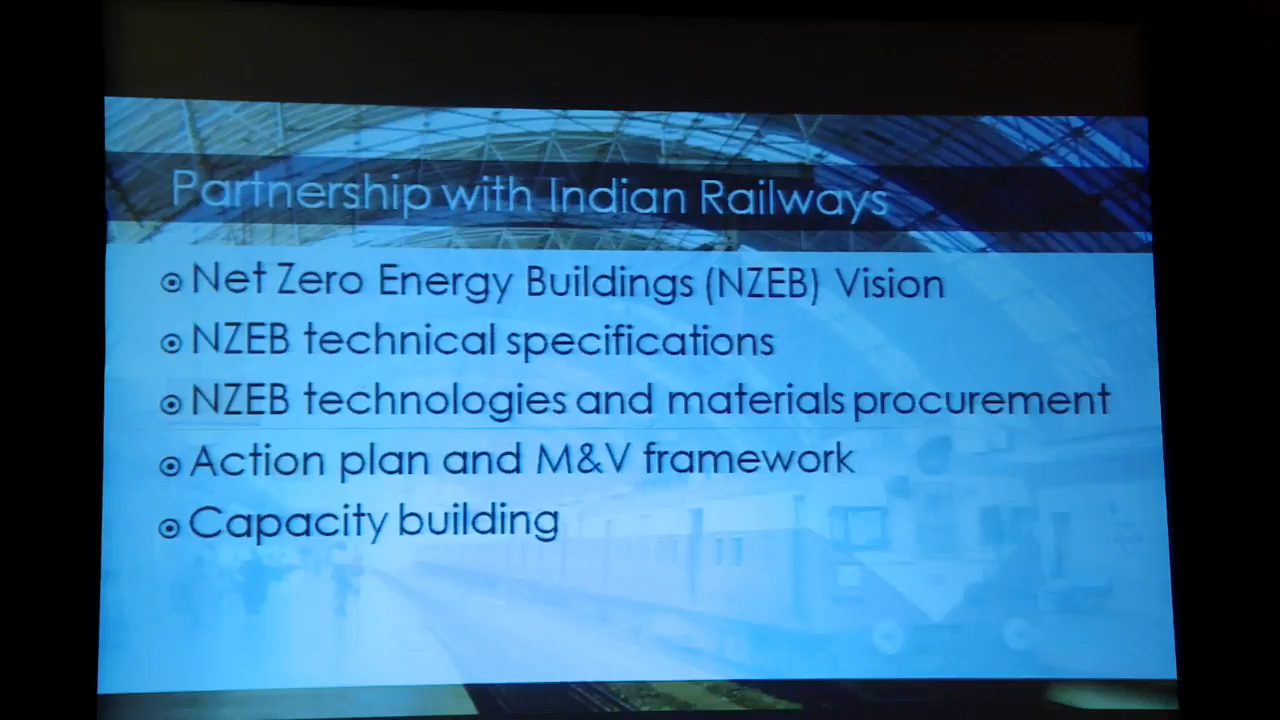 Partnership with Indian Railways
Net Zero Energy Buildings (NZEB) Vision
NZEB technical specifications
NZEB technologies and materials procurement
Action plan and M&V framework
Capacity building